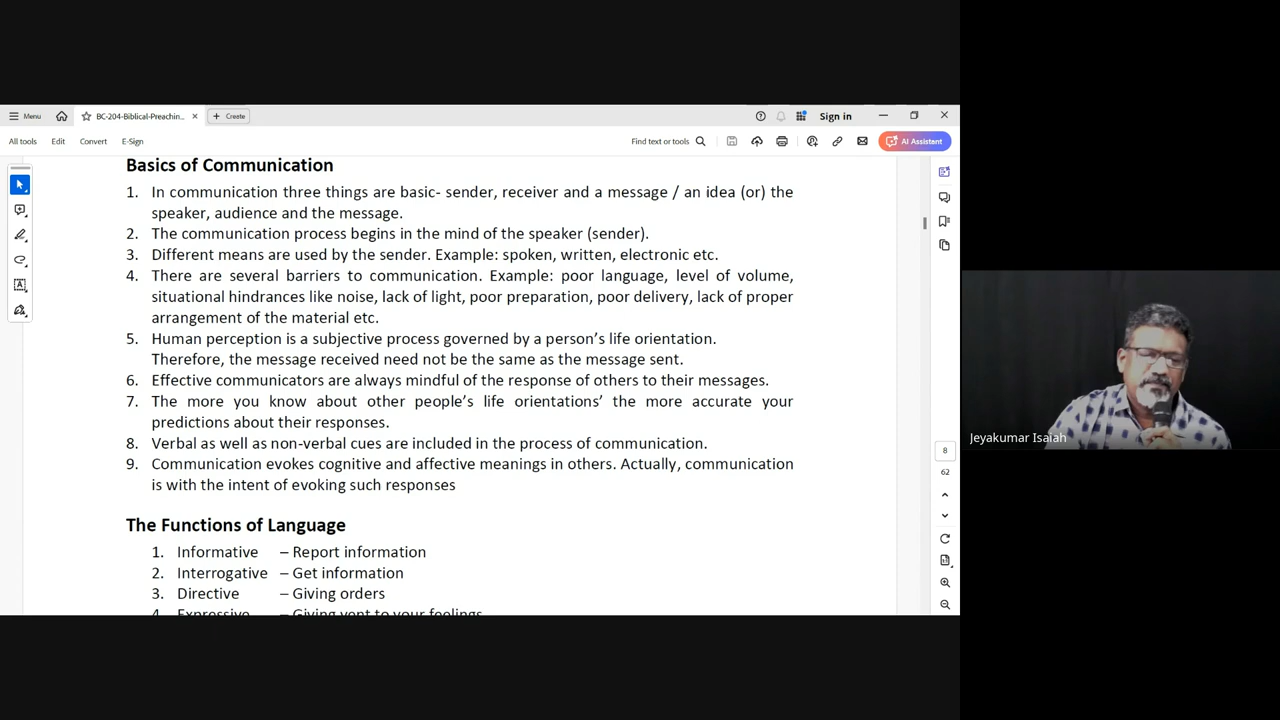 Menu
BC-204-Biblical-Preachin...
Create
Sign in
All tools
Edit
Convert
E-Sign
Find text or tools
AI Assistant
Basics of Communication
1. In communication three things are basic- sender, receiver and a message / an idea (or) the
speaker, audience and the message.
2. The communication process begins in the mind of the speaker (sender).
3. Different means are used by the sender. Example: spoken, written, electronic etc.
4. There are several barriers to communication. Example: poor language, level of volume,
situational hindrances like noise, lack of light, poor preparation, poor delivery, lack of proper
arrangement of the material etc.
5. Human perception is a subjective process governed by a person's life orientation.
Therefore, the message received need not be the same as the message sent.
6. Effective communicators are always mindful of the response of others to their messages.
7. The more you know about other people's life orientations' the more accurate your
predictions about their responses.
8. Verbal as well as non-verbal cues are included in the process of communication.
9. Communication evokes cognitive and affective meanings in others. Actually, communication
is with the intent of evoking such responses
The Functions of Language
1. Informative – Report information
2. Interrogative – Get information
3. Directive – Giving orders
4. Expressive – Giving vent to your feelings
8
62
Jeyakumar Isaiah